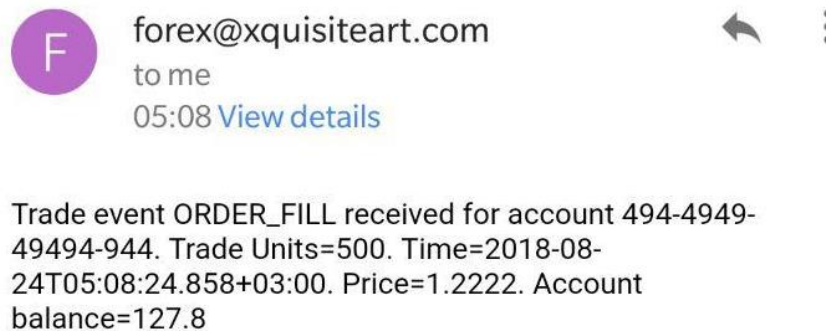 F
forex@xquisiteart.com
to me
05:08 View details
Trade event ORDER_FILL received for account 494-4949-
49494-944. Trade Units=500. Time=2018-08-
24T05:08:24.858+03:00. Price=1.2222. Account
balance=127.8